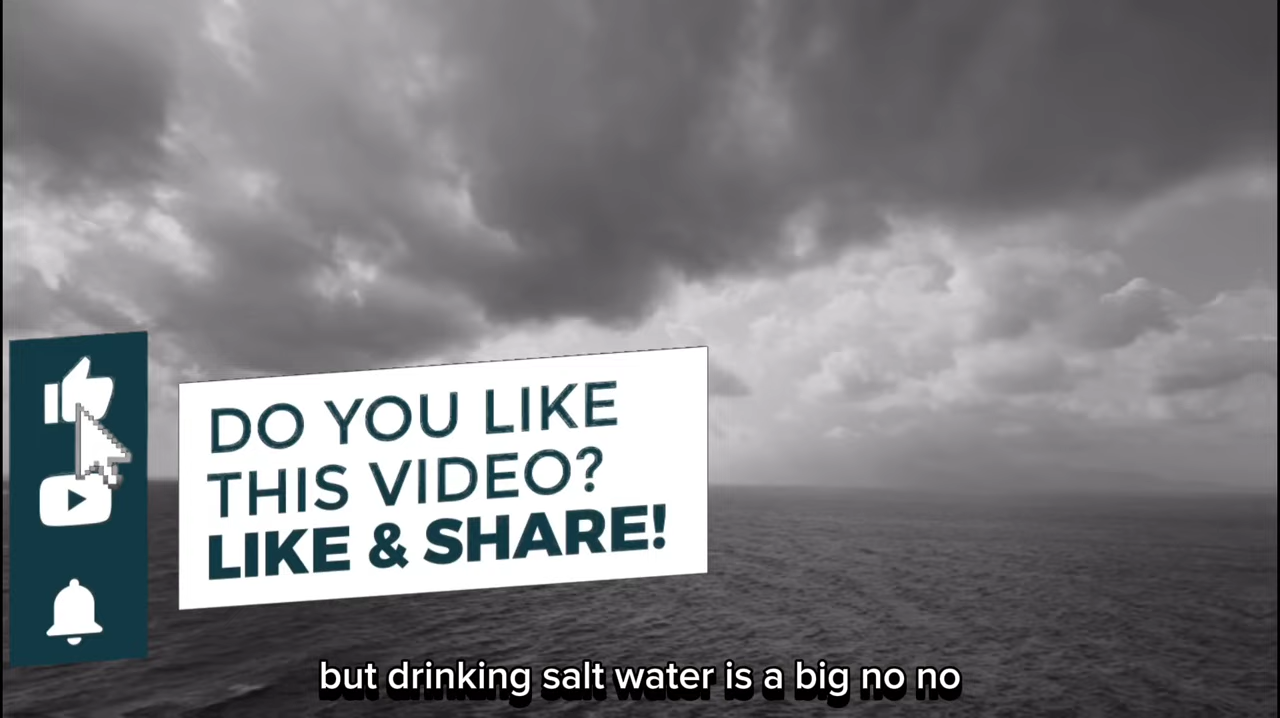 DO YOU LIKE
THIS VIDEO?
LIKE & SHARE!
but drinking salt water is a big no no